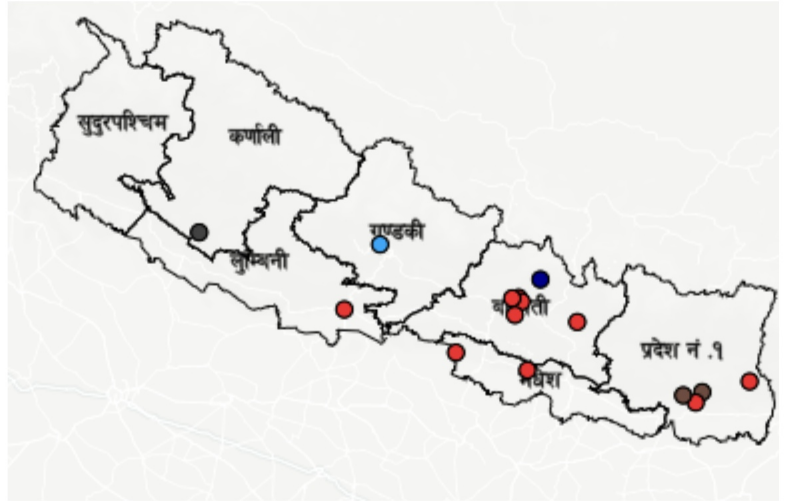 सुदुरपश्चिम
कर्णाली
गण्डकी
लुम्बिनी
मधेश
प्रदेश नं .१